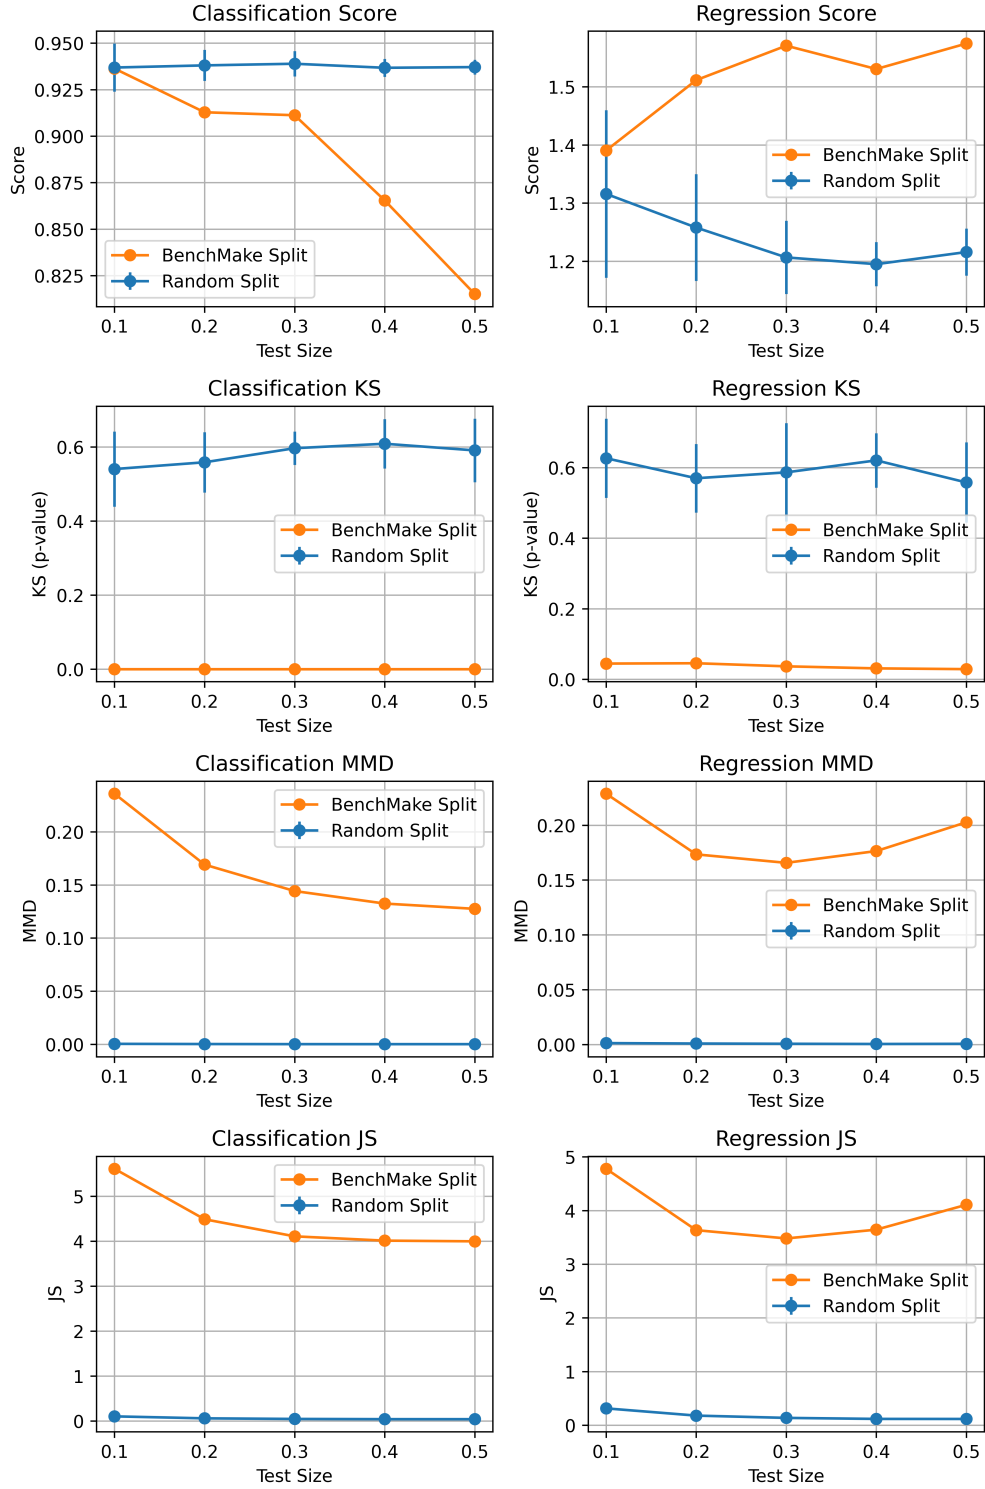 Classification Score
Score
0.950
0.925
0.900
0.875
0.850
0.825
BenchMake Split
Random Split
0.1 0.2 0.3 0.4 0.5
Test Size
Regression Score
Score
1.5
1.4
1.3
1.2
BenchMake Split
Random Split
0.1 0.2 0.3 0.4 0.5
Test Size
Classification KS
KS (p-value)
0.6
0.4
0.2
0.0
BenchMake Split
Random Split
0.1 0.2 0.3 0.4 0.5
Test Size
Regression KS
KS (p-value)
0.6
0.4
0.2
0.0
BenchMake Split
Random Split
0.1 0.2 0.3 0.4 0.5
Test Size
Classification MMD
MMD
0.20
0.15
0.10
0.05
0.00
BenchMake Split
Random Split
0.1 0.2 0.3 0.4 0.5
Test Size
Regression MMD
MMD
0.20
0.15
0.10
0.05
0.00
BenchMake Split
Random Split
0.1 0.2 0.3 0.4 0.5
Test Size
Classification JS
JS
5
4
3
2
1
0
BenchMake Split
Random Split
0.1 0.2 0.3 0.4 0.5
Test Size
Regression JS
JS
5
4
3
2
1
0
BenchMake Split
Random Split
0.1 0.2 0.3 0.4 0.5
Test Size